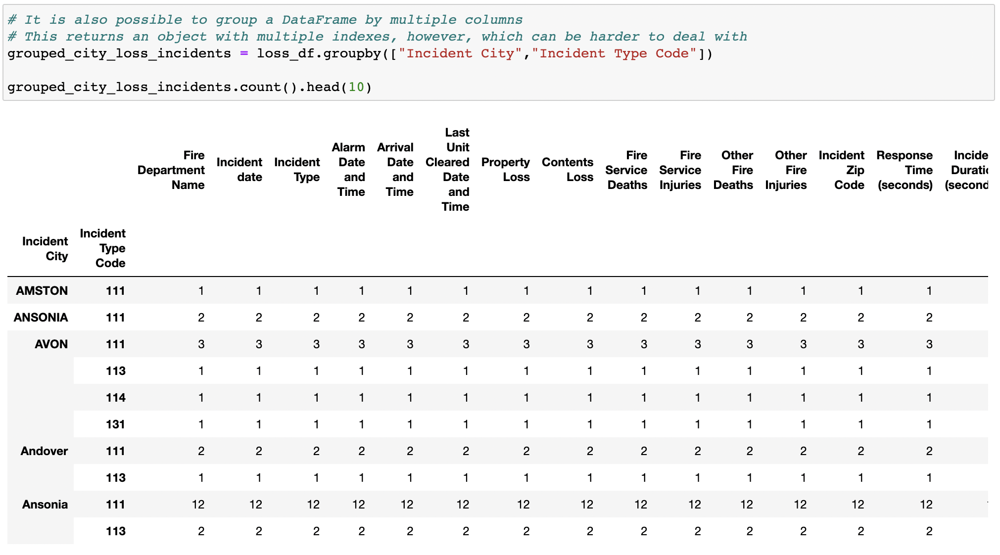 # It is also possible to group a DataFrame by multiple columns
# This returns an object with multiple indexes, however, which can be harder to deal with
grouped_city_loss_incidents = loss_df.groupby(["Incident City","Incident Type Code"])
grouped_city_loss_incidents.count().head(10)
Fire Department Name Incident date Incident Type Alarm Date and Time Arrival Date and Time Last Unit Cleared Date and Time Property Loss Contents Loss Fire Service Deaths Fire Service Injuries Other Fire Deaths Other Fire Injuries Incident Zip Code Response Time (seconds) Incide Duratic (second
Incident City Incident Type Code
AMSTON 111 1 1 1 1 1 1 1 1 1 1 1 1 1 1
ANSONIA 111 2 2 2 2 2 2 2 2 2 2 2 2 2 2
AVON 111 3 3 3 3 3 3 3 3 3 3 3 3 3 3
113 1 1 1 1 1 1 1 1 1 1 1 1 1 1
114 1 1 1 1 1 1 1 1 1 1 1 1 1 1
131 1 1 1 1 1 1 1 1 1 1 1 1 1 1
Andover 111 2 2 2 2 2 2 2 2 2 2 2 2 2 2
113 1 1 1 1 1 1 1 1 1 1 1 1 1 1
Ansonia 111 12 12 12 12 12 12 12 12 12 12 12 12 12 12
113 2 2 2 2 2 2 2 2 2 2 2 2 2 2